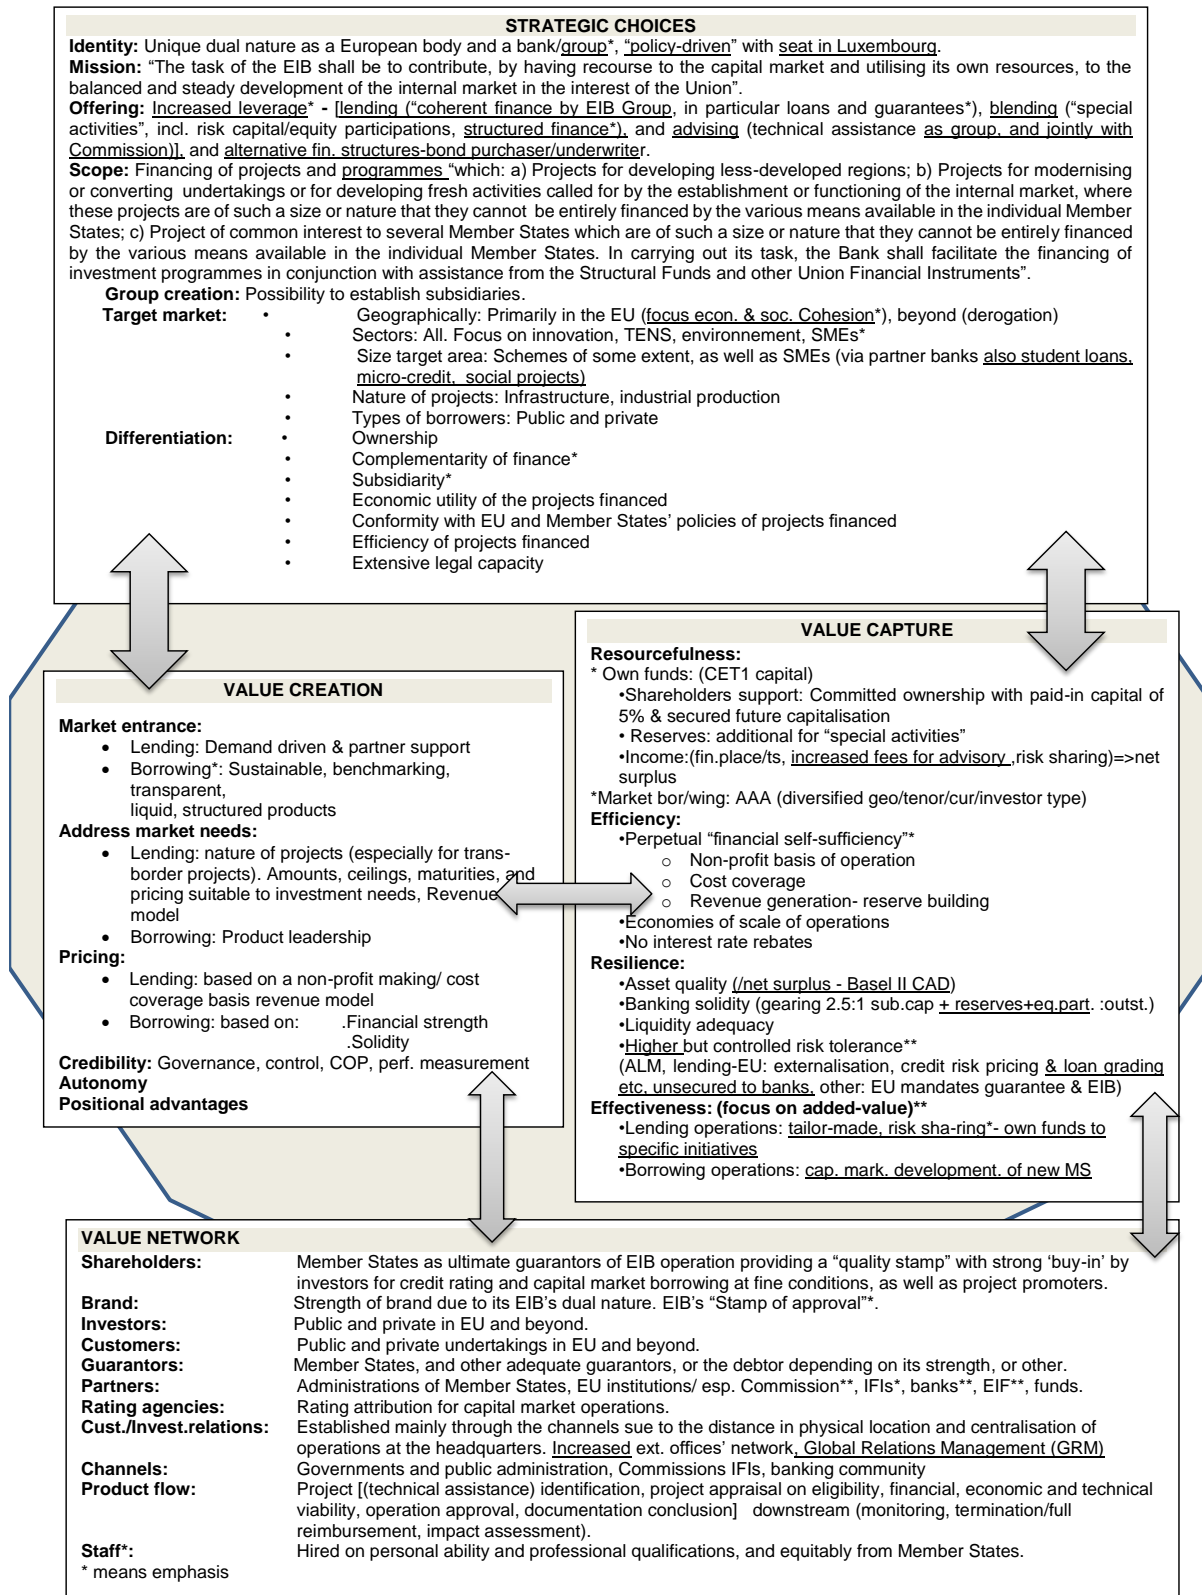 STRATEGIC CHOICES
Identity: Unique dual nature as a European body and a bank/group*, “policy-driven” with seat in Luxembourg.
Mission: “The task of the EIB shall be to contribute, by having recourse to the capital market and utilising its own resources, to the
balanced and steady development of the internal market in the interest of the Union”.
Offering: Increased leverage* - [lending (“coherent finance by EIB Group, in particular loans and guarantees*), blending (“special
activities”, incl. risk capital/equity participations, structured finance*), and advising (technical assistance as group, and jointly with
Commission)], and alternative fin. structures-bond purchaser/underwriter.
Scope: Financing of projects and programmes “which: a) Projects for developing less-developed regions; b) Projects for modernising
or converting undertakings or for developing fresh activities called for by the establishment or functioning of the internal market, where
these projects are of such a size or nature that they cannot be entirely financed by the various means available in the individual Member
States; c) Project of common interest to several Member States which are of such a size or nature that they cannot be entirely financed
by the various means available in the individual Member States. In carrying out its task, the Bank shall facilitate the financing of
investment programmes in conjunction with assistance from the Structural Funds and other Union Financial Instruments”.
Group creation: Possibility to establish subsidiaries.
Target market: • Geographically: Primarily in the EU (focus econ. & soc. Cohesion*), beyond (derogation)
• Sectors: All. Focus on innovation, TENS, environnement, SMEs*
• Size target area: Schemes of some extent, as well as SMEs (via partner banks also student loans,
micro-credit, social projects)
• Nature of projects: Infrastructure, industrial production
• Types of borrowers: Public and private
Differentiation: • Ownership
• Complementarity of finance*
• Subsidiarity*
• Economic utility of the projects financed
• Conformity with EU and Member States’ policies of projects financed
• Efficiency of projects financed
• Extensive legal capacity
VALUE CREATION
Market entrance:
• Lending: Demand driven & partner support
• Borrowing*: Sustainable, benchmarking,
transparent,
liquid, structured products
Address market needs:
• Lending: nature of projects (especially for trans-
border projects). Amounts, ceilings, maturities, and
pricing suitable to investment needs, Revenue
model
• Borrowing: Product leadership
Pricing:
• Lending: based on a non-profit making/ cost
coverage basis revenue model
• Borrowing: based on: .Financial strength
.Solidity
Credibility: Governance, control, COP, perf. measurement
Autonomy
Positional advantages
VALUE CAPTURE
Resourcefulness:
* Own funds: (CET1 capital)
•Shareholders support: Committed ownership with paid-in capital of
5% & secured future capitalisation
• Reserves: additional for “special activities”
•Income:(fin.place/ts, increased fees for advisory ,risk sharing)=>net
surplus
*Market bor/wing: AAA (diversified geo/tenor/cur/investor type)
Efficiency:
•Perpetual “financial self-sufficiency”*
o Non-profit basis of operation
o Cost coverage
o Revenue generation- reserve building
•Economies of scale of operations
•No interest rate rebates
Resilience:
•Asset quality (/net surplus - Basel II CAD)
•Banking solidity (gearing 2.5:1 sub.cap + reserves+eq.part. :outst.)
•Liquidity adequacy
•Higher but controlled risk tolerance**
(ALM, lending-EU: externalisation, credit risk pricing & loan grading
etc, unsecured to banks, other: EU mandates guarantee & EIB)
Effectiveness: (focus on added-value)**
•Lending operations: tailor-made, risk sha-ring*- own funds to
specific initiatives
•Borrowing operations: cap. mark. development. of new MS
VALUE NETWORK
Shareholders: Member States as ultimate guarantors of EIB operation providing a “quality stamp” with strong ‘buy-in’ by
investors for credit rating and capital market borrowing at fine conditions, as well as project promoters.
Brand: Strength of brand due to its EIB’s dual nature. EIB’s “Stamp of approval”*.
Investors: Public and private in EU and beyond.
Customers: Public and private undertakings in EU and beyond.
Guarantors: Member States, and other adequate guarantors, or the debtor depending on its strength, or other.
Partners: Administrations of Member States, EU institutions/ esp. Commission**, IFIs*, banks**, EIF**, funds.
Rating agencies: Rating attribution for capital market operations.
Cust./Invest.relations: Established mainly through the channels sue to the distance in physical location and centralisation of
operations at the headquarters. Increased ext. offices’ network, Global Relations Management (GRM)
Channels: Governments and public administration, Commissions IFIs, banking community
Product flow: Project [(technical assistance) identification, project appraisal on eligibility, financial, economic and technical
viability, operation approval, documentation conclusion] downstream (monitoring, termination/full
reimbursement, impact assessment).
Staff*: Hired on personal ability and professional qualifications, and equitably from Member States.
* means emphasis